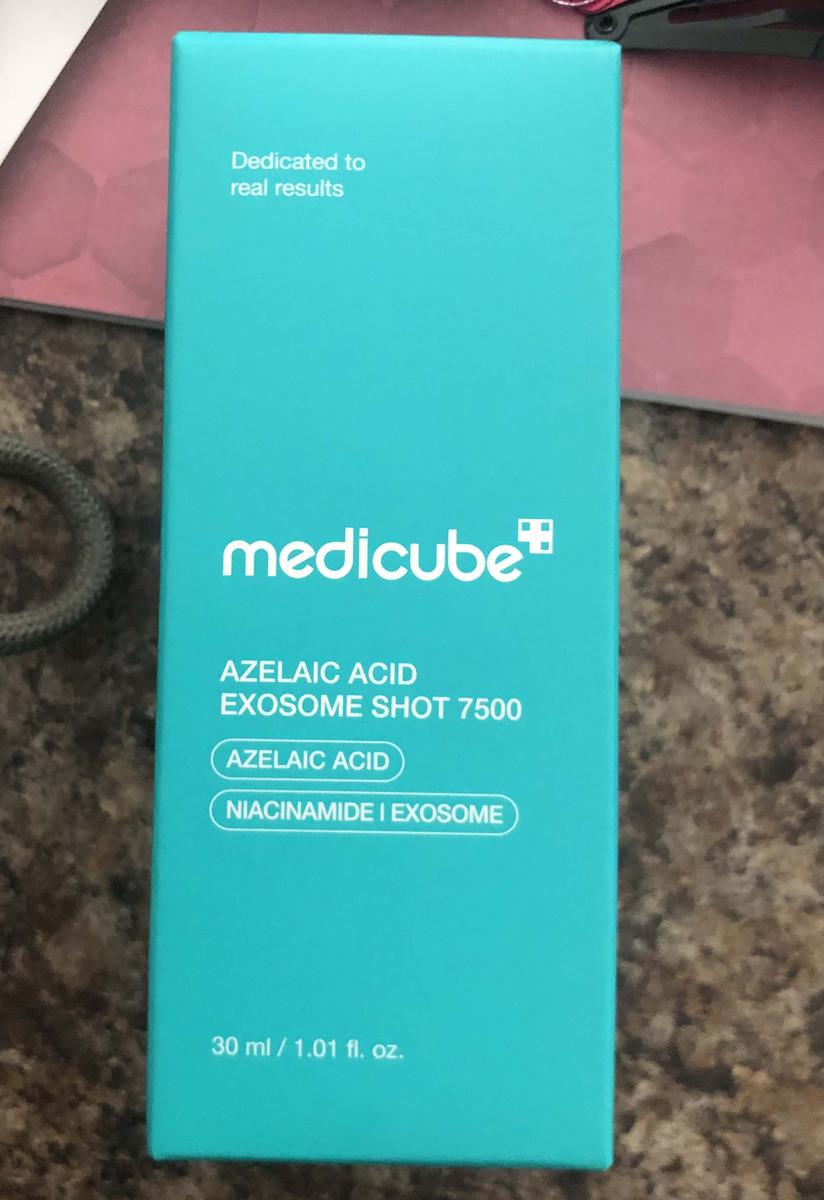 Dedicated to
real results
medicube
AZELAIC ACID
EXOSOME SHOT 7500
AZELAIC ACID
NIACINAMIDE | EXOSOME
30 ml / 1.01 fl. oz.